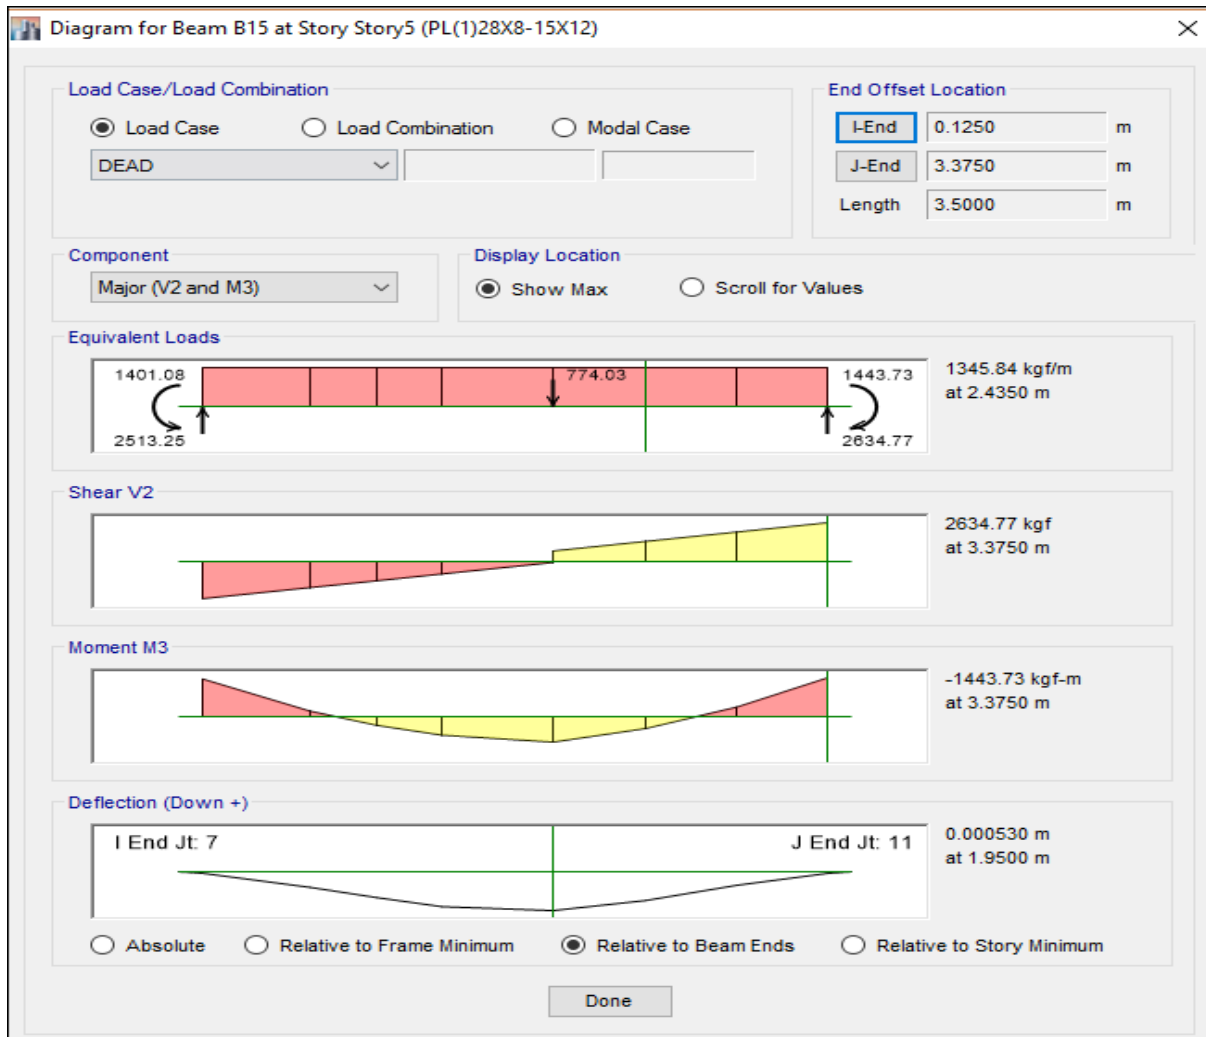 Diagram for Beam B15 at Story Story5 (PL(1)28X8-15X12)
Load Case/Load Combination
Load Case Load Combination Modal Case
DEAD
End Offset Location
I-End 0.1250 m
J-End 3.3750 m
Length 3.5000 m
Component
Major (V2 and M3)
Display Location
Show Max Scroll for Values
Equivalent Loads
1401.08 774.03 1443.73
2513.25 2634.77
1345.84 kgf/m
at 2.4350 m
Shear V2
2634.77 kgf
at 3.3750 m
Moment M3
-1443.73 kgf-m
at 3.3750 m
Deflection (Down +)
I End Jt: 7 J End Jt: 11
0.000530 m
at 1.9500 m
Absolute Relative to Frame Minimum Relative to Beam Ends Relative to Story Minimum
Done